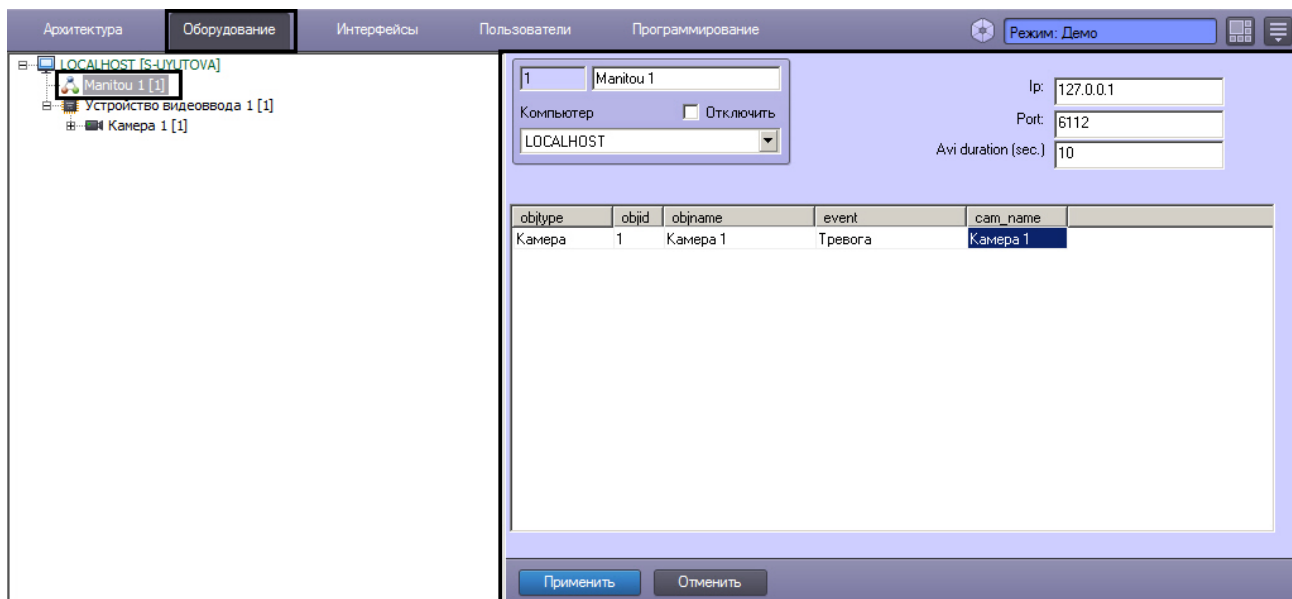 Архитектура Оборудование Интерфейсы Пользователи Программирование Режим: Демо
LOCALHOST [S-UYUTOVA]
Manitou 1 [1]
Устройство видеоввода 1 [1]
Камера 1 [1]
1 Manitou 1
Компьютер Отключить
LOCALHOST
Ip: 127.0.0.1
Port: 6112
Avi duration (sec.) 10
objtype objid objname event cam_name
Камера 1 Камера 1 Тревога Камера 1
Применить Отменить